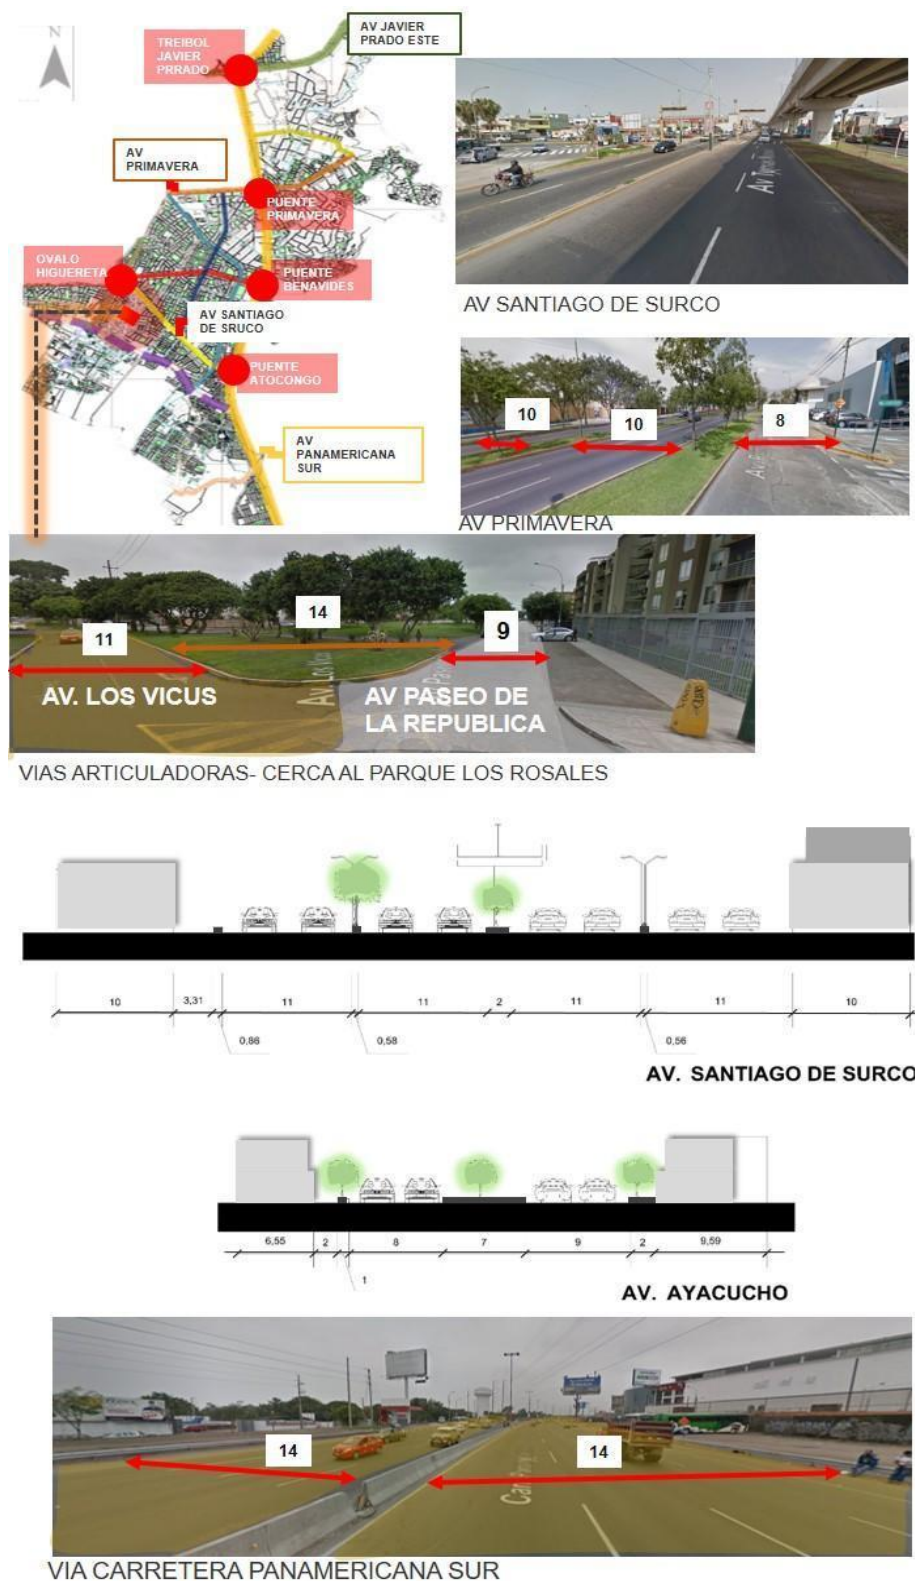 AV JAVIER
PRADO ESTE
TREIBOL
JAVIER
PRRADO
AV
PRIMAVERA
PUENTE
PRIMAVERA
OVALO
HIGUERETA
PUENTE
BENAVIDES
AV SANTIAGO
DE SRUCO
PUENTE
ATOCONGO
AV
PANAMERICANA
SUR
AV SANTIAGO DE SURCO
10
10
8
AV PRIMAVERA
11
14
9
Av. Los Vicus
AV. LOS VICUS
AV PASEO DE
LA REPUBLICA
VIAS ARTICULADORAS- CERCA AL PARQUE LOS ROSALES
10
3,31
11
11
2
11
11
10
0,86
0,58
0,56
AV. SANTIAGO DE SURCO
6,55
2
8
7
9
2
9,59
1
AV. AYACUCHO
14
14
VIA CARRETERA PANAMERICANA SUR